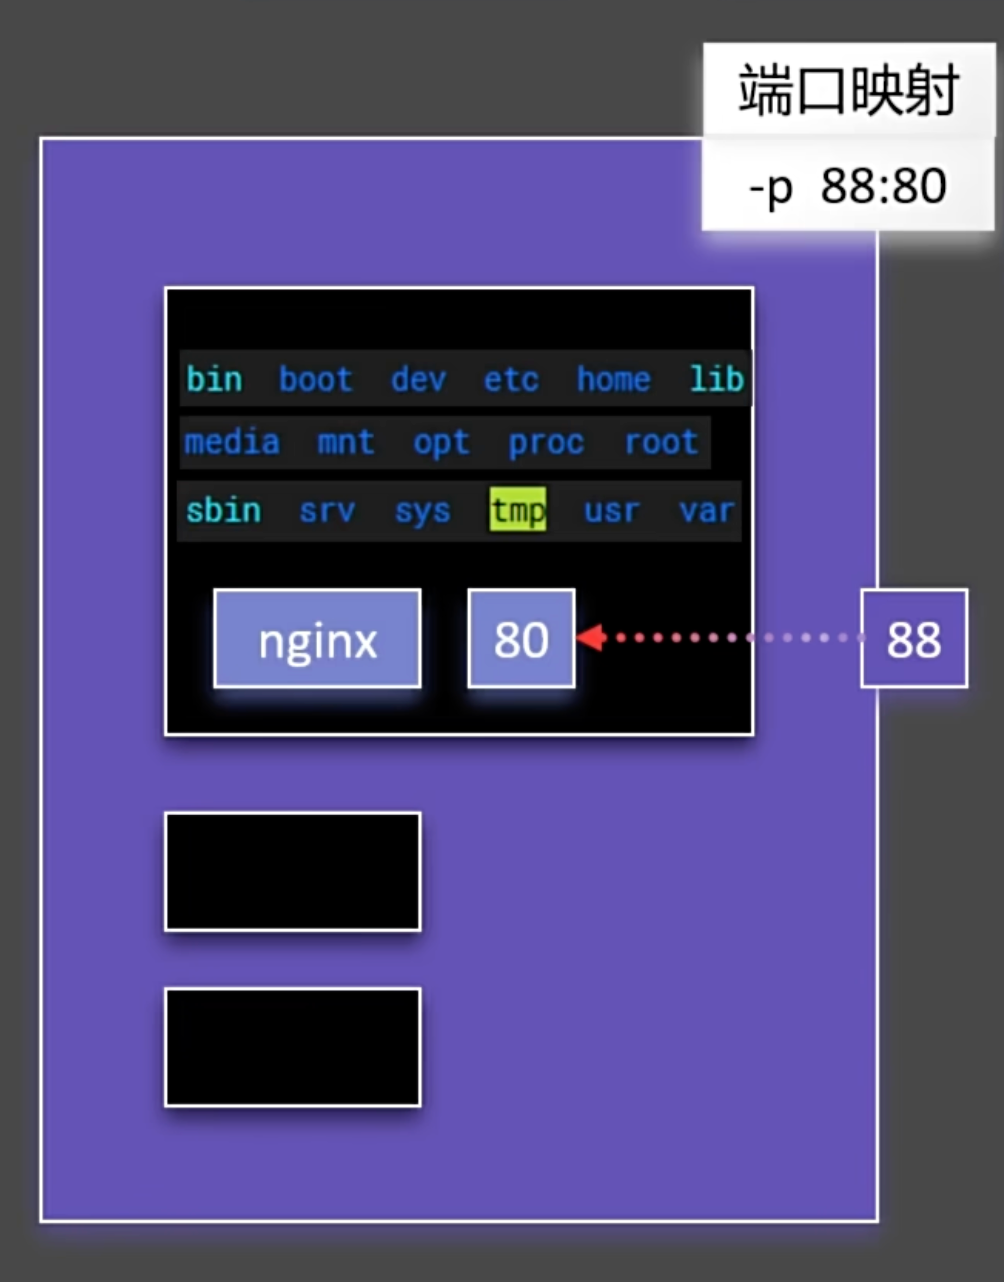 端口映射
-p 88:80
bin boot dev etc home lib
media mnt opt proc root
sbin srv sys tmp usr var
nginx 80 88